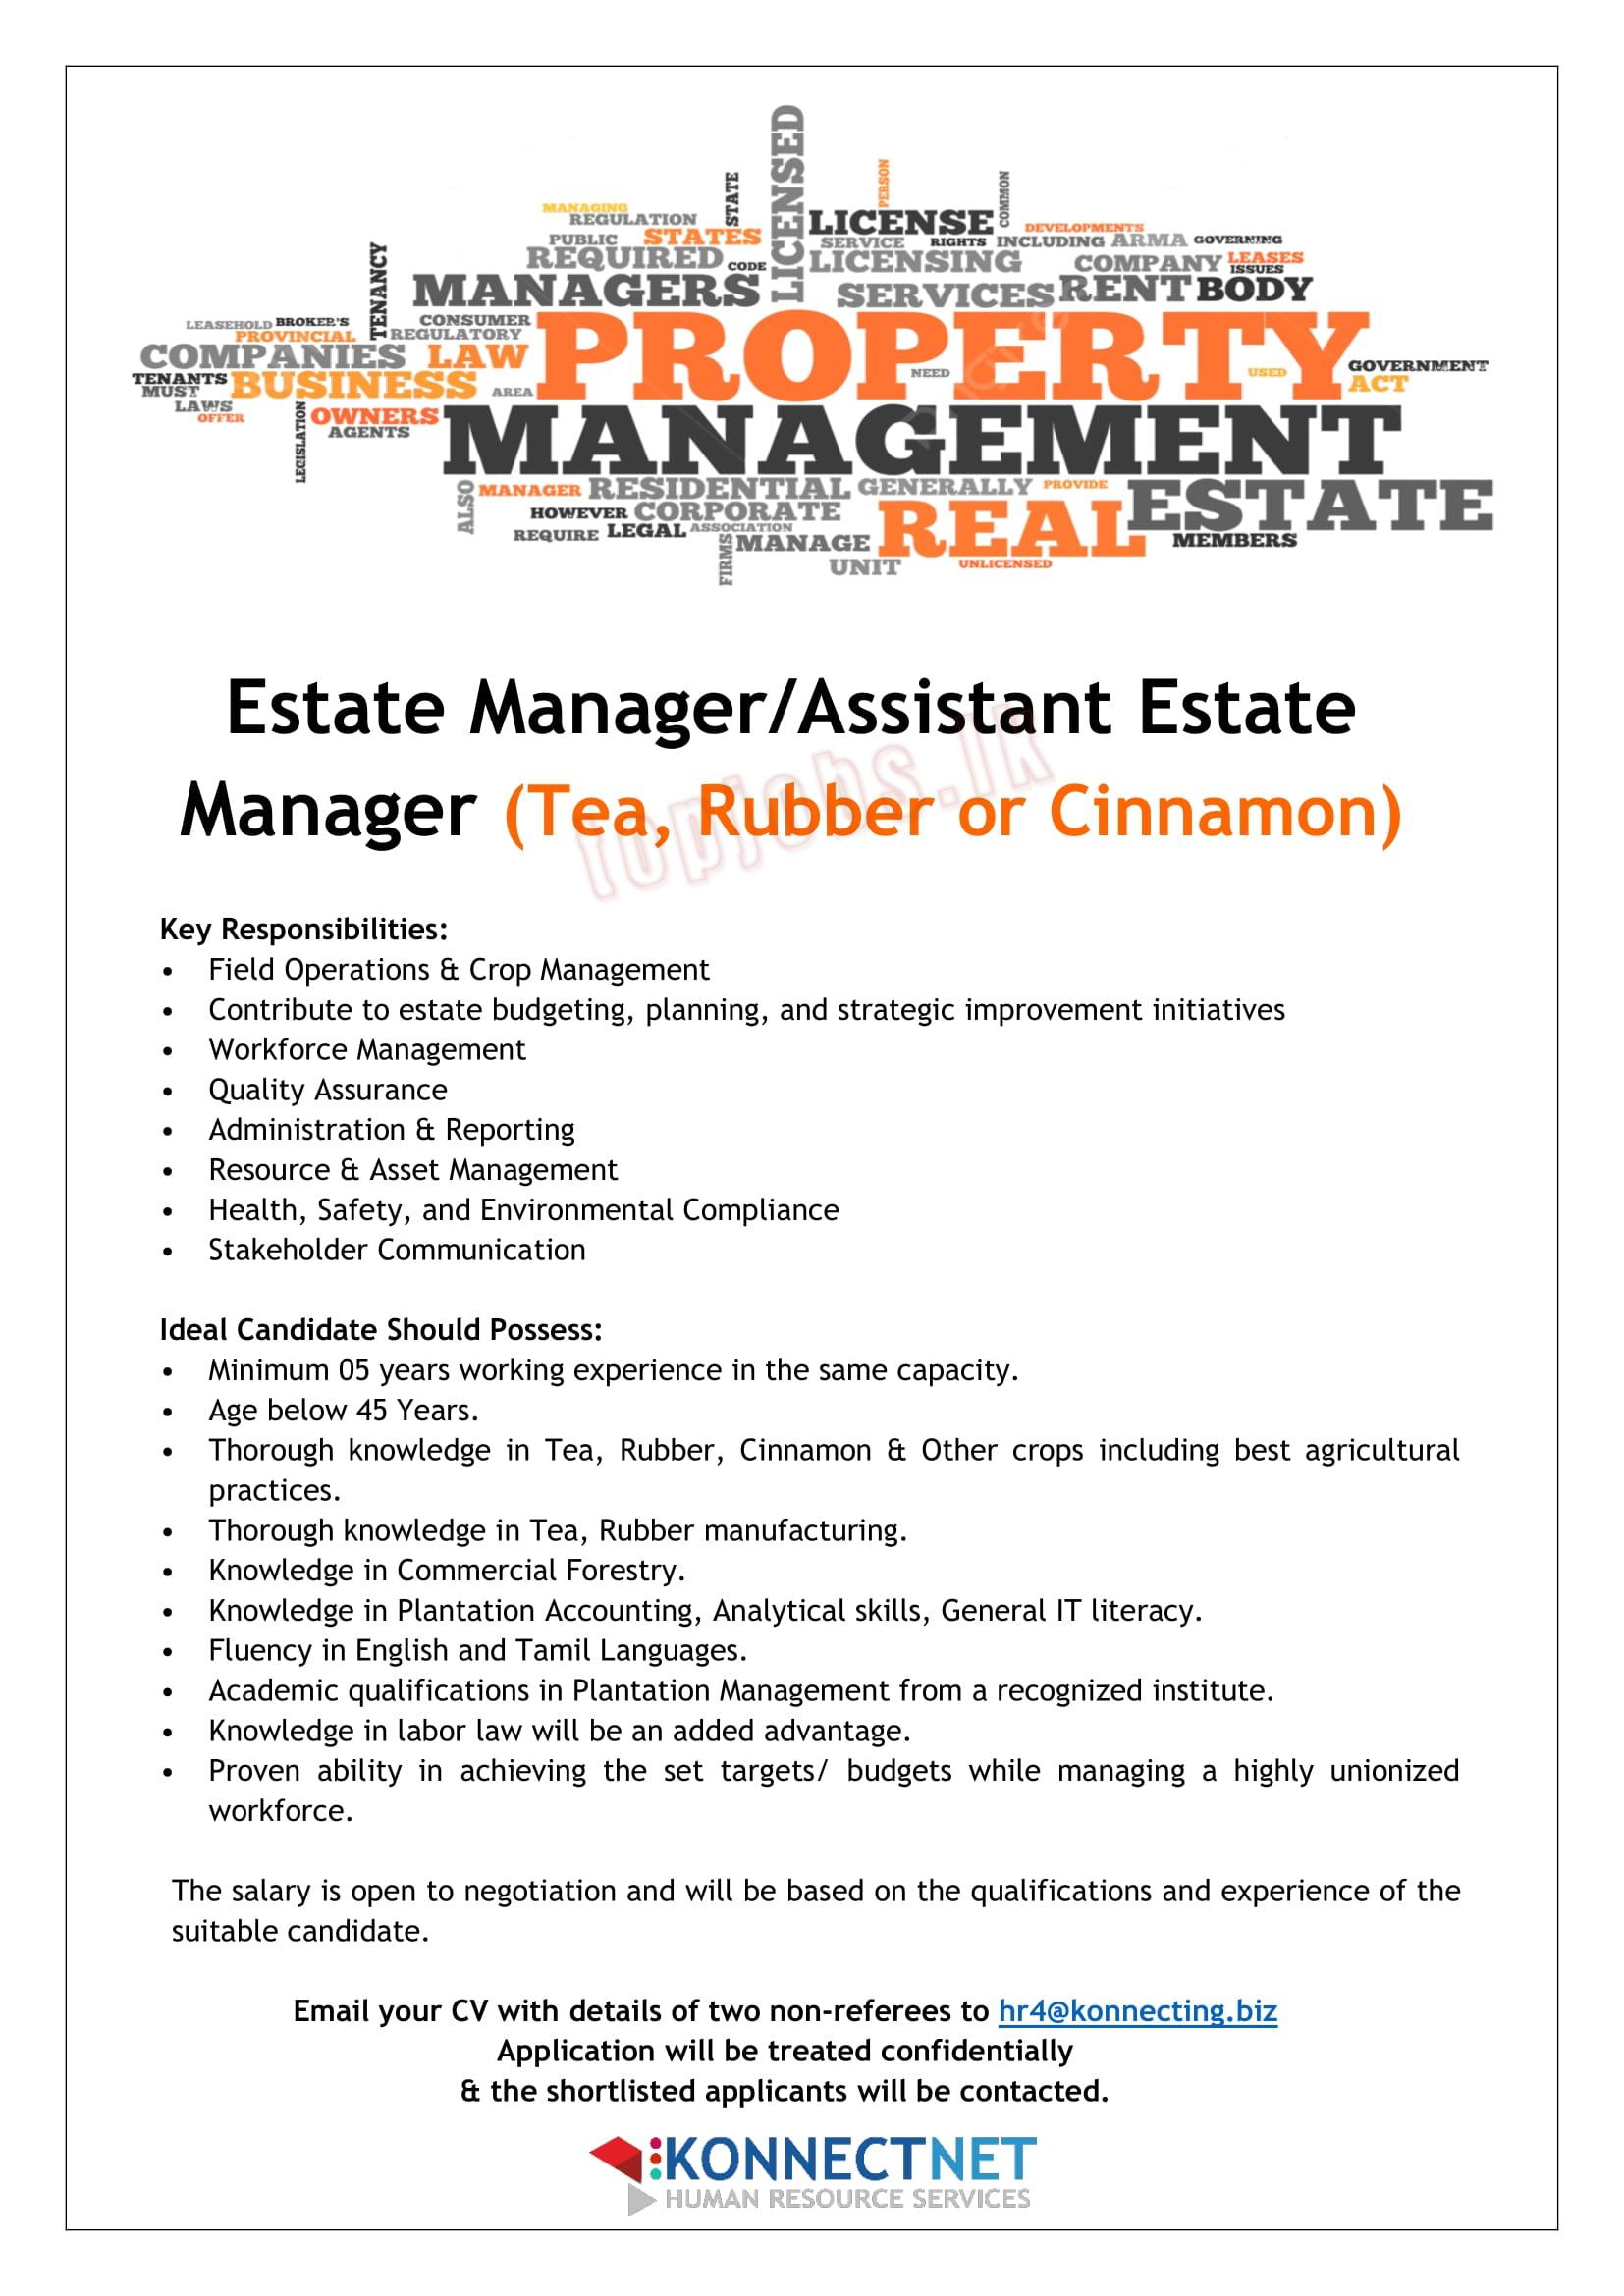 LICENSED
PERSON
STATE
COMMON
MANAGING
REGULATION
LICENSE
DEVELOPMENTS
PUBLIC STATES
SERVICE RIGHTS INCLUDING ARMA GOVERNING
REQUIRED CODE
LICENSING COMPANY LEASES
ISSUES
TENANCY
MANAGERS SERVICES RENT BODY
LEASEHOLD BROKER'S CONSUMER
PROVINCIAL REGULATORY
PROPERTY
COMPANIES LAW
NEED USED GOVERNMENT
TENANTS BUSINESS AREA ACT
MUST
LAWS
OFFER
LEGISLATION
OWNERS
AGENTS
MANAGEMENT
ALSO
MANAGER RESIDENTIAL GENERALLY PROVIDE ESTATE
HOWEVER CORPORATE REAL
REQUIRE LEGAL ASSOCIATION
FIRMS
MANAGE MEMBERS
UNIT UNLICENSED
Estate Manager/Assistant Estate
Manager (Tea, Rubber or Cinnamon)
topjobs.lk
Key Responsibilities:
• Field Operations & Crop Management
• Contribute to estate budgeting, planning, and strategic improvement initiatives
• Workforce Management
• Quality Assurance
• Administration & Reporting
• Resource & Asset Management
• Health, Safety, and Environmental Compliance
• Stakeholder Communication
Ideal Candidate Should Possess:
• Minimum 05 years working experience in the same capacity.
• Age below 45 Years.
• Thorough knowledge in Tea, Rubber, Cinnamon & Other crops including best agricultural
practices.
• Thorough knowledge in Tea, Rubber manufacturing.
• Knowledge in Commercial Forestry.
• Knowledge in Plantation Accounting, Analytical skills, General IT literacy.
• Fluency in English and Tamil Languages.
• Academic qualifications in Plantation Management from a recognized institute.
• Knowledge in labor law will be an added advantage.
• Proven ability in achieving the set targets/ budgets while managing a highly unionized
workforce.
The salary is open to negotiation and will be based on the qualifications and experience of the
suitable candidate.
Email your CV with details of two non-referees to hr4@konnecting.biz
Application will be treated confidentially
& the shortlisted applicants will be contacted.
KONNECTNET
HUMAN RESOURCE SERVICES